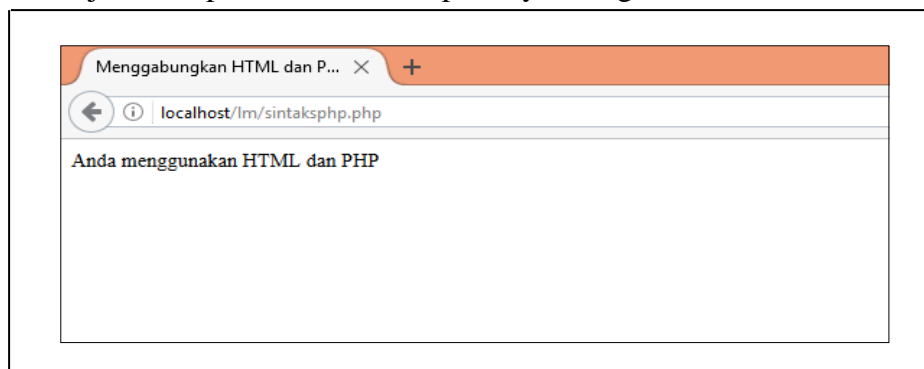 Menggabungkan HTML dan P...
localhost/lm/sintaksphp.php
Anda menggunakan HTML dan PHP